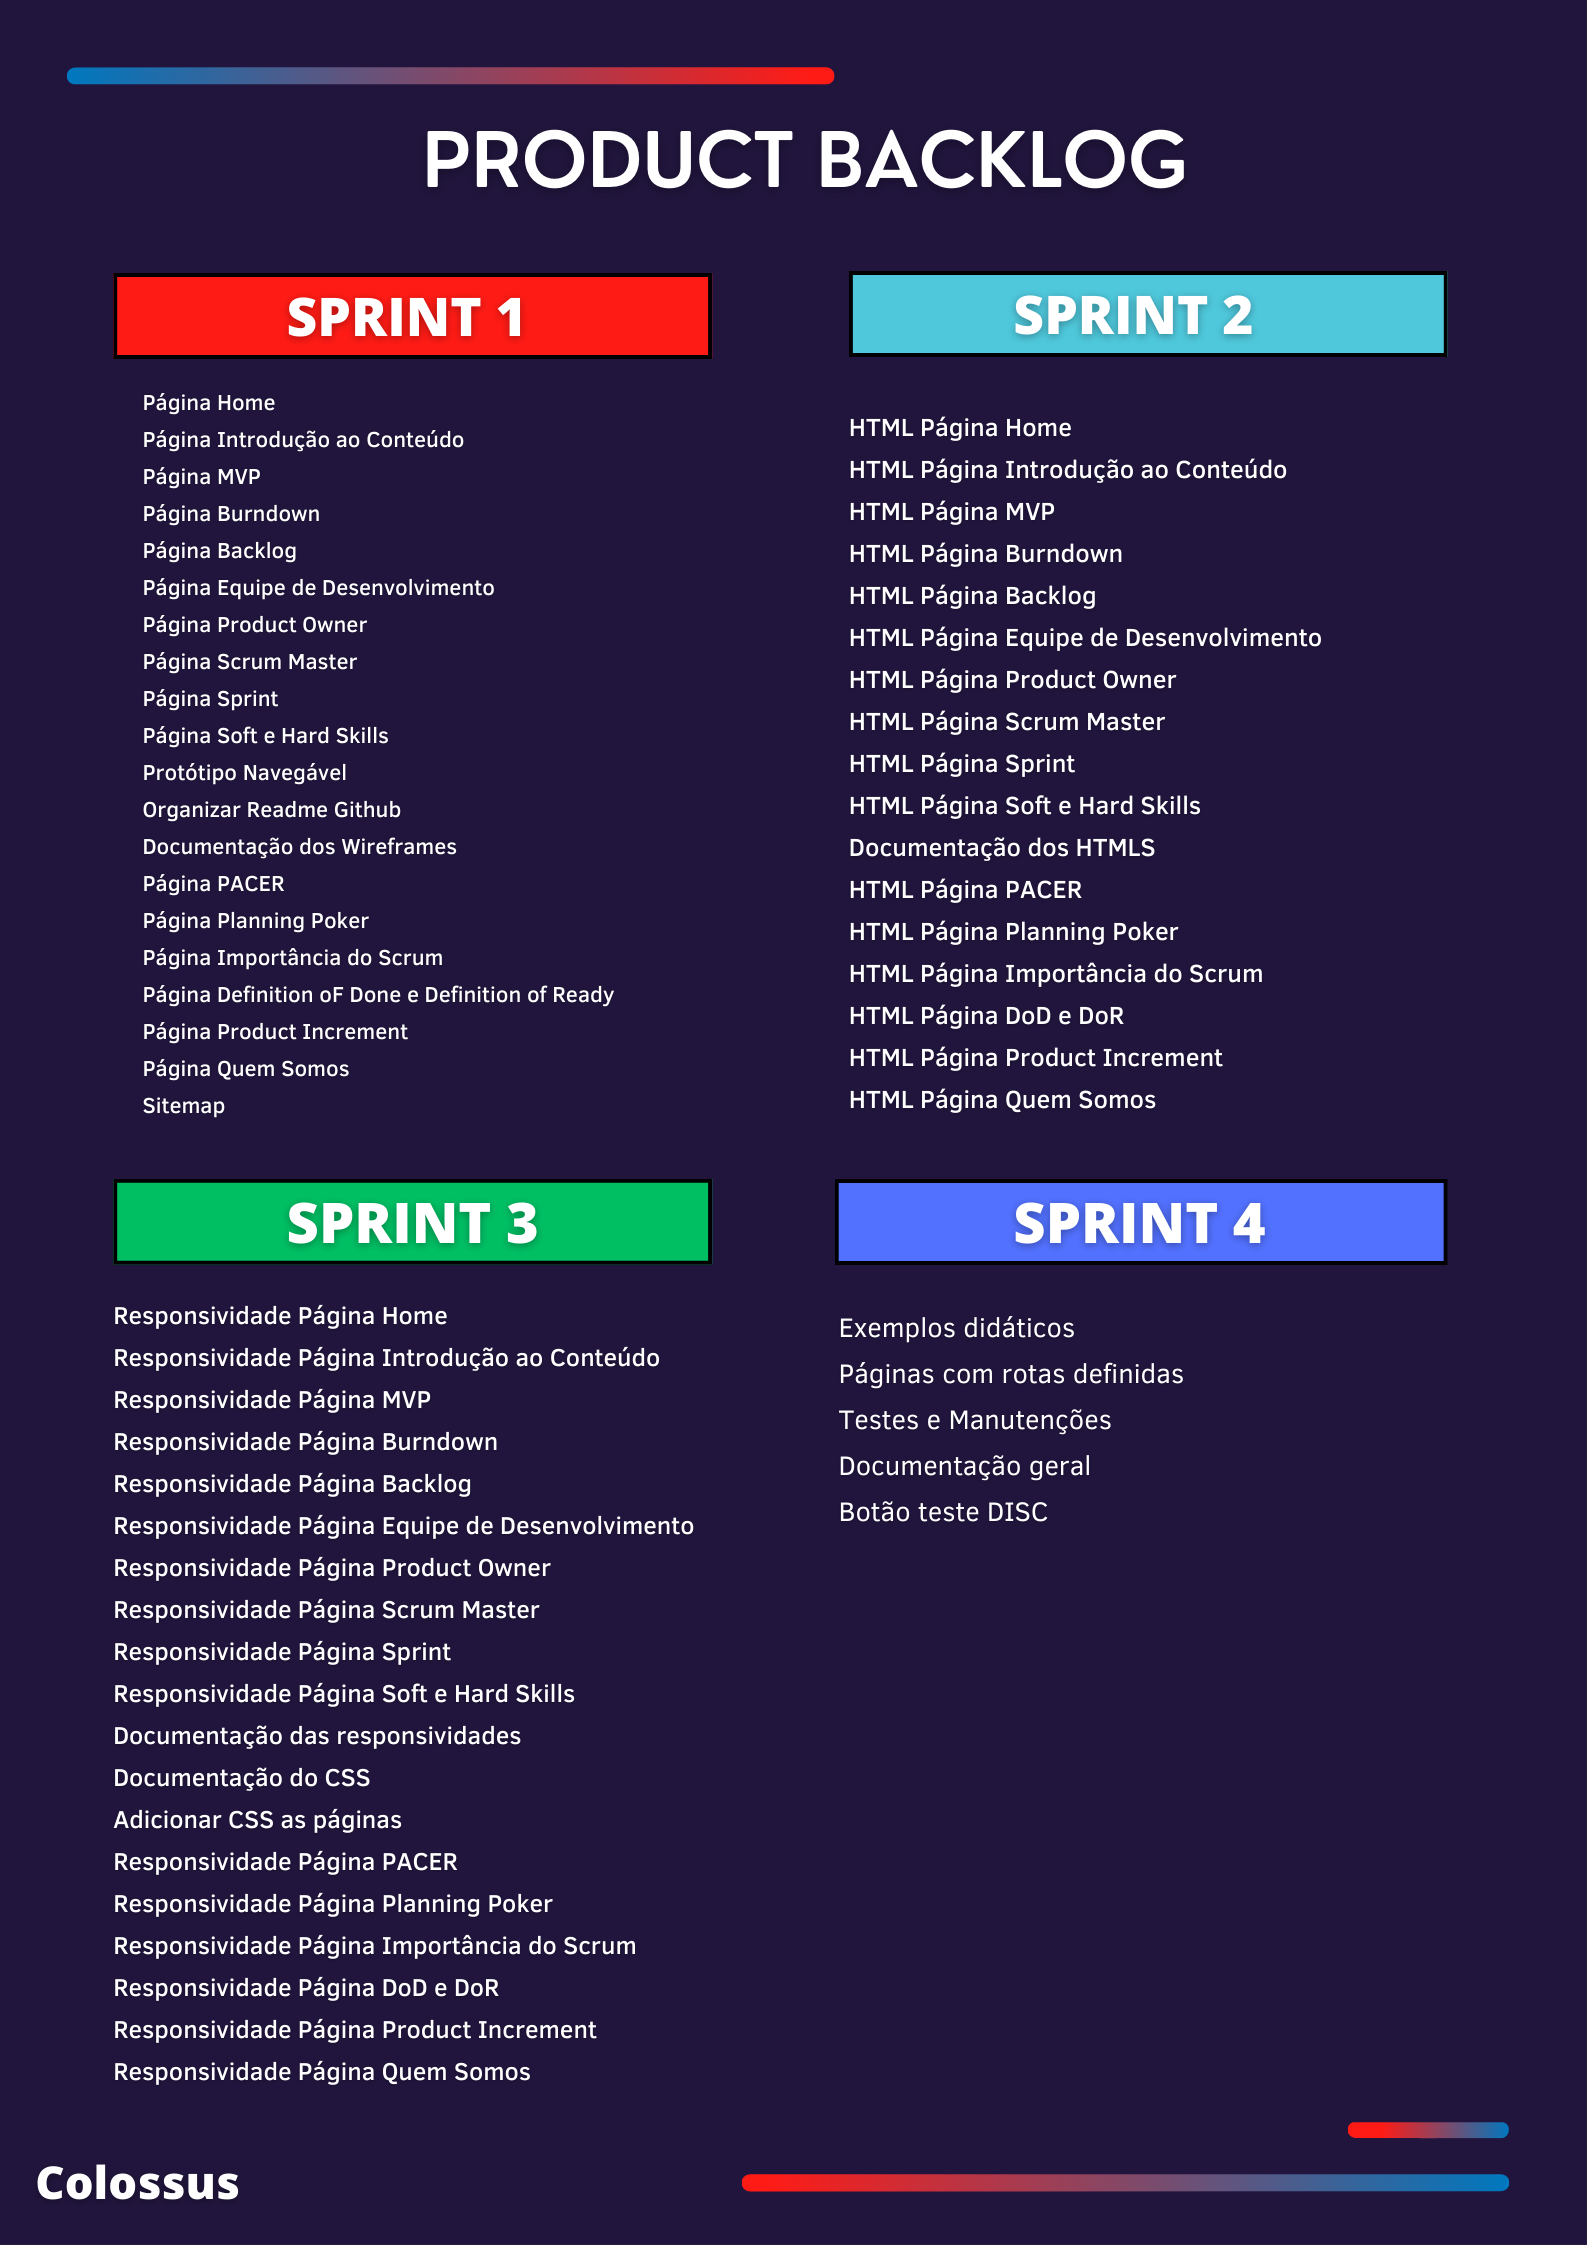 PRODUCT BACKLOG
SPRINT 1
Página Home
Página Introdução ao Conteúdo
Página MVP
Página Burndown
Página Backlog
Página Equipe de Desenvolvimento
Página Product Owner
Página Scrum Master
Página Sprint
Página Soft e Hard Skills
Protótipo Navegável
Organizar Readme Github
Documentação dos Wireframes
Página PACER
Página Planning Poker
Página Importância do Scrum
Página Definition oF Done e Definition of Ready
Página Product Increment
Página Quem Somos
Sitemap
SPRINT 2
HTML Página Home
HTML Página Introdução ao Conteúdo
HTML Página MVP
HTML Página Burndown
HTML Página Backlog
HTML Página Equipe de Desenvolvimento
HTML Página Product Owner
HTML Página Scrum Master
HTML Página Sprint
HTML Página Soft e Hard Skills
Documentação dos HTMLS
HTML Página PACER
HTML Página Planning Poker
HTML Página Importância do Scrum
HTML Página DoD e DoR
HTML Página Product Increment
HTML Página Quem Somos
SPRINT 3
Responsividade Página Home
Responsividade Página Introdução ao Conteúdo
Responsividade Página MVP
Responsividade Página Burndown
Responsividade Página Backlog
Responsividade Página Equipe de Desenvolvimento
Responsividade Página Product Owner
Responsividade Página Scrum Master
Responsividade Página Sprint
Responsividade Página Soft e Hard Skills
Documentação das responsividades
Documentação do CSS
Adicionar CSS as páginas
Responsividade Página PACER
Responsividade Página Planning Poker
Responsividade Página Importância do Scrum
Responsividade Página DoD e DoR
Responsividade Página Product Increment
Responsividade Página Quem Somos
SPRINT 4
Exemplos didáticos
Páginas com rotas definidas
Testes e Manutenções
Documentação geral
Botão teste DISC
Colossus